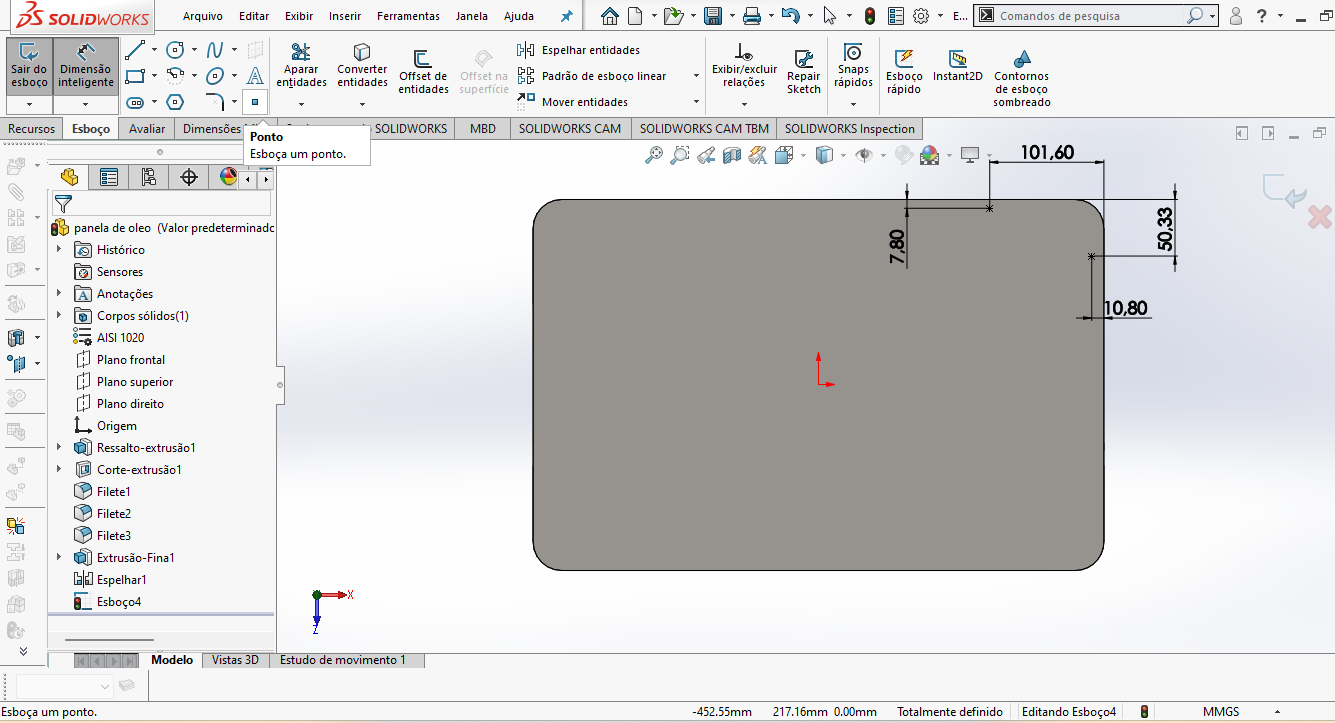 SOLIDWORKS
Arquivo Editar Exibir Inserir Ferramentas Janela Ajuda
E...
Comandos de pesquisa
?
Sair do esboço
Dimensão inteligente
Aparar entidades
Converter entidades
Offset de entidades
Offset na superfície
Espelhar entidades
Padrão de esboço linear
Mover entidades
Exibir/excluir relações
Repair Sketch
Snaps rápidos
Esboço rápido
Instant2D
Contornos de esboço sombreado
Recursos Esboço Avaliar Dimensões SOLIDWORKS MBD SOLIDWORKS CAM SOLIDWORKS CAM TBM SOLIDWORKS Inspection
Ponto
Esboça um ponto.
panela de oleo (Valor predeterminado
Histórico
Sensores
Anotações
Corpos sólidos(1)
AISI 1020
Plano frontal
Plano superior
Plano direito
Origem
Ressalto-extrusão1
Corte-extrusão1
Filete1
Filete2
Filete3
Extrusão-Fina1
Espelhar1
Esboço4
101,60
7,80
50,33
10,80
X
Z
Modelo Vistas 3D Estudo de movimento 1
Esboça um ponto. -452.55mm 217.16mm 0.00mm Totalmente definido Editando Esboço4 MMGS